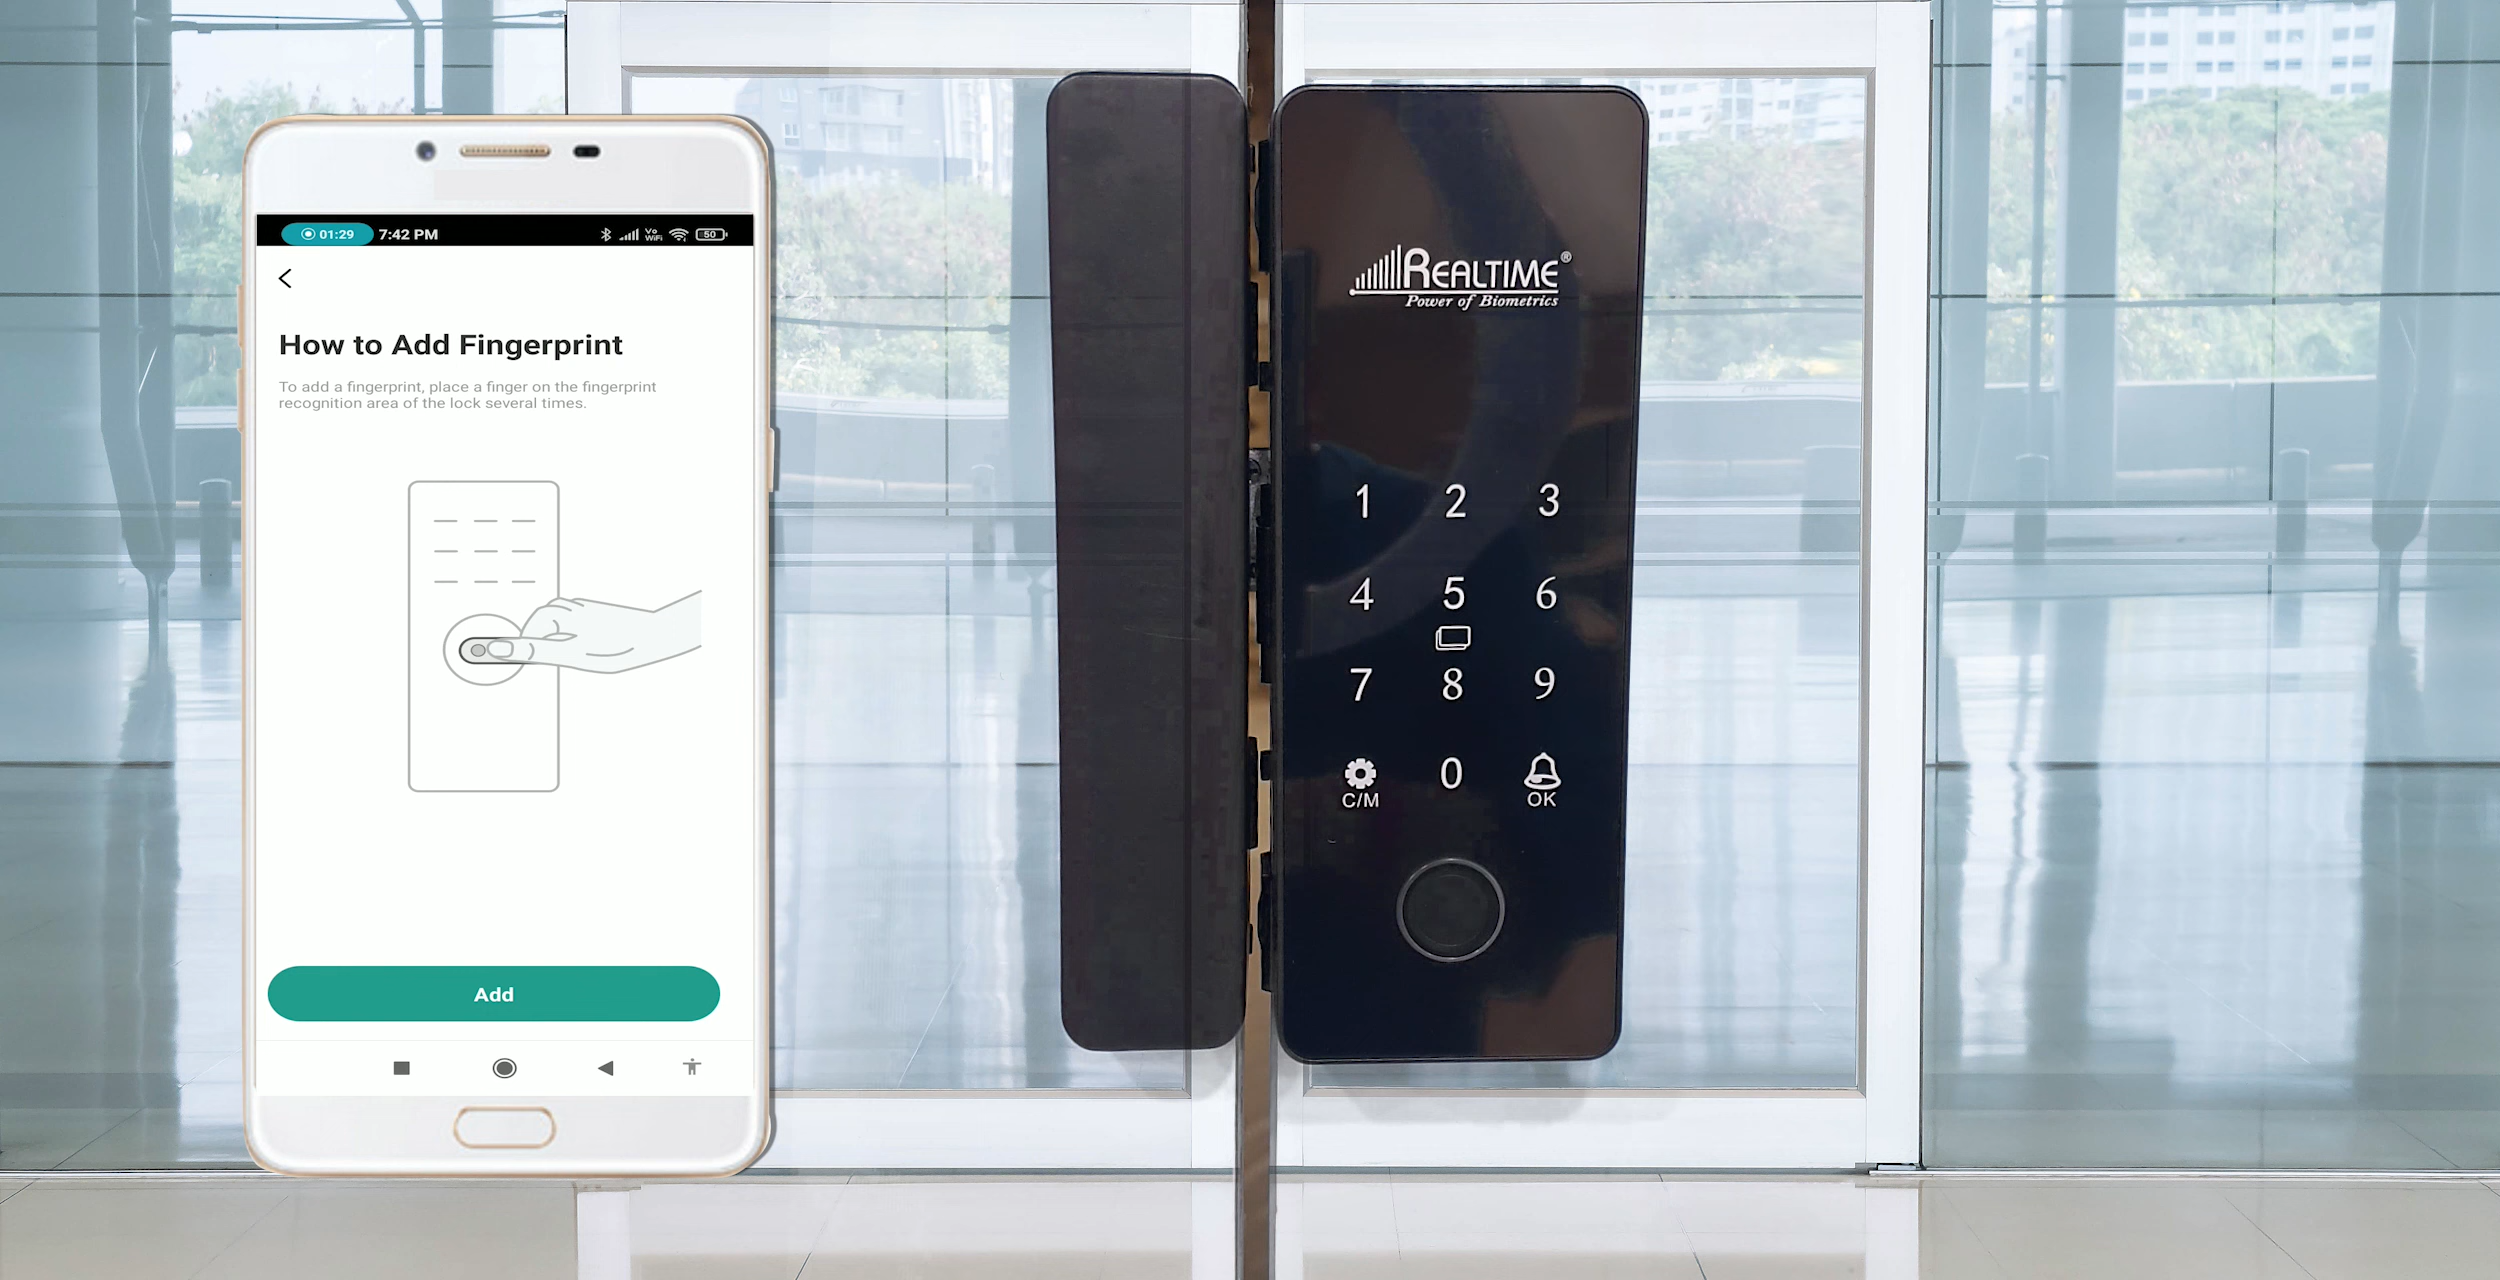 01:29 7:42 PM Vo WiFi 50
How to Add Fingerprint
To add a fingerprint, place a finger on the fingerprint
recognition area of the lock several times.
Add
REALTIME®
Power of Biometrics
1 2 3
4 5 6
7 8 9
0
C/M OK